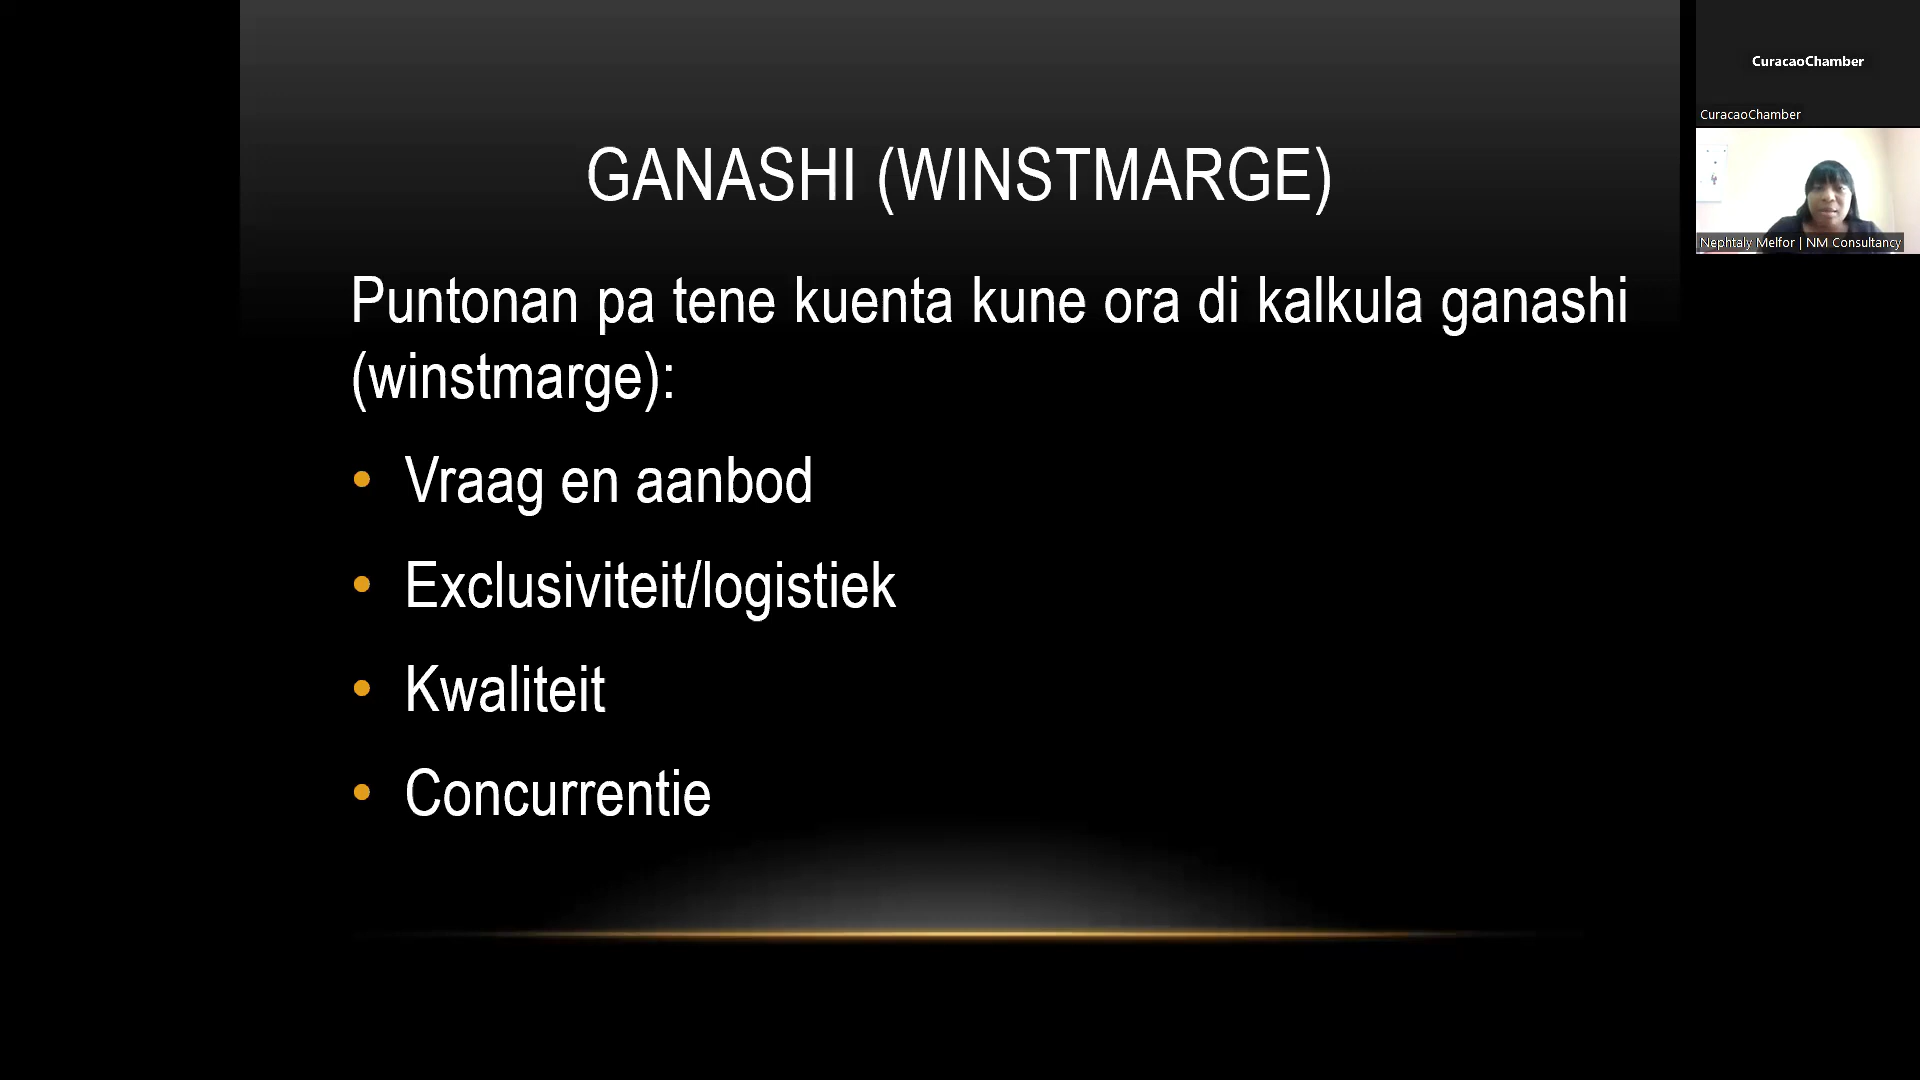 GANASHI (WINSTMARGE)
Puntonan pa tene kuenta kune ora di kalkula ganashi
(winstmarge):
• Vraag en aanbod
• Exclusiviteit/logistiek
• Kwaliteit
• Concurrentie
CuracaoChamber
CuracaoChamber
Nephtaly Melfor | NM Consultancy